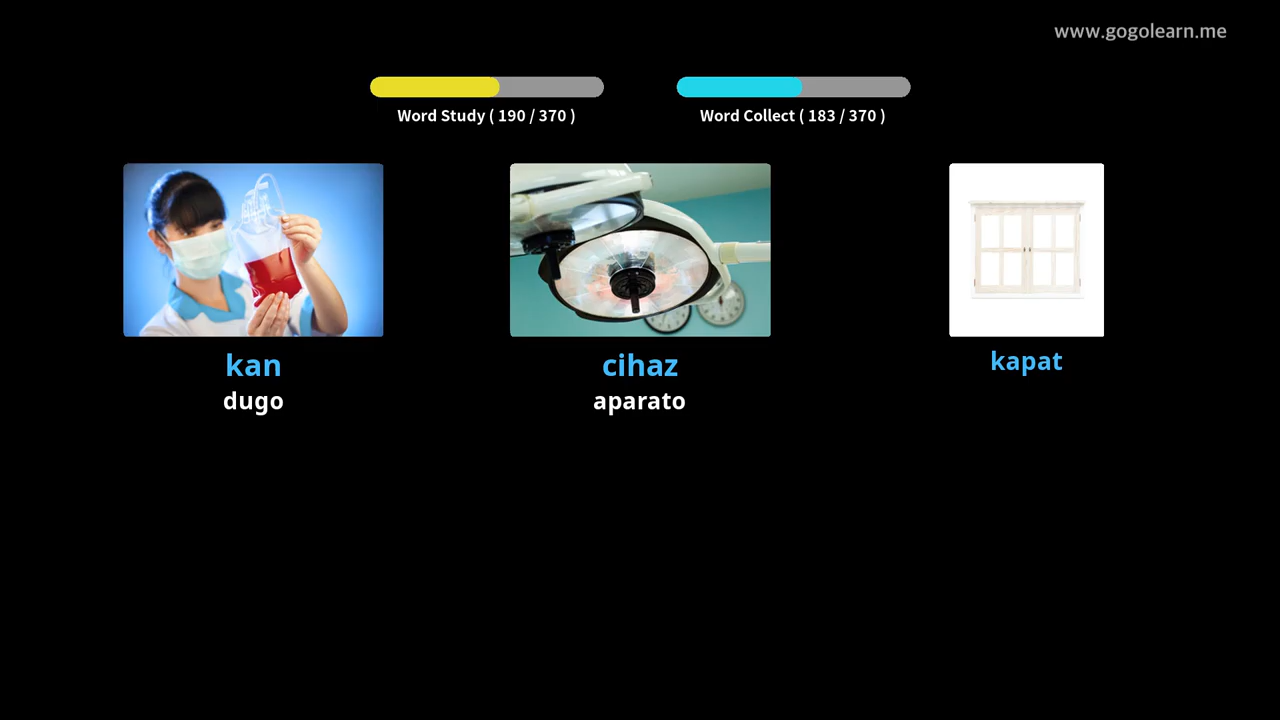 www.gogolearn.me
Word Study ( 190 / 370 )
Word Collect ( 183 / 370 )
kan
dugo
cihaz
aparato
kapat